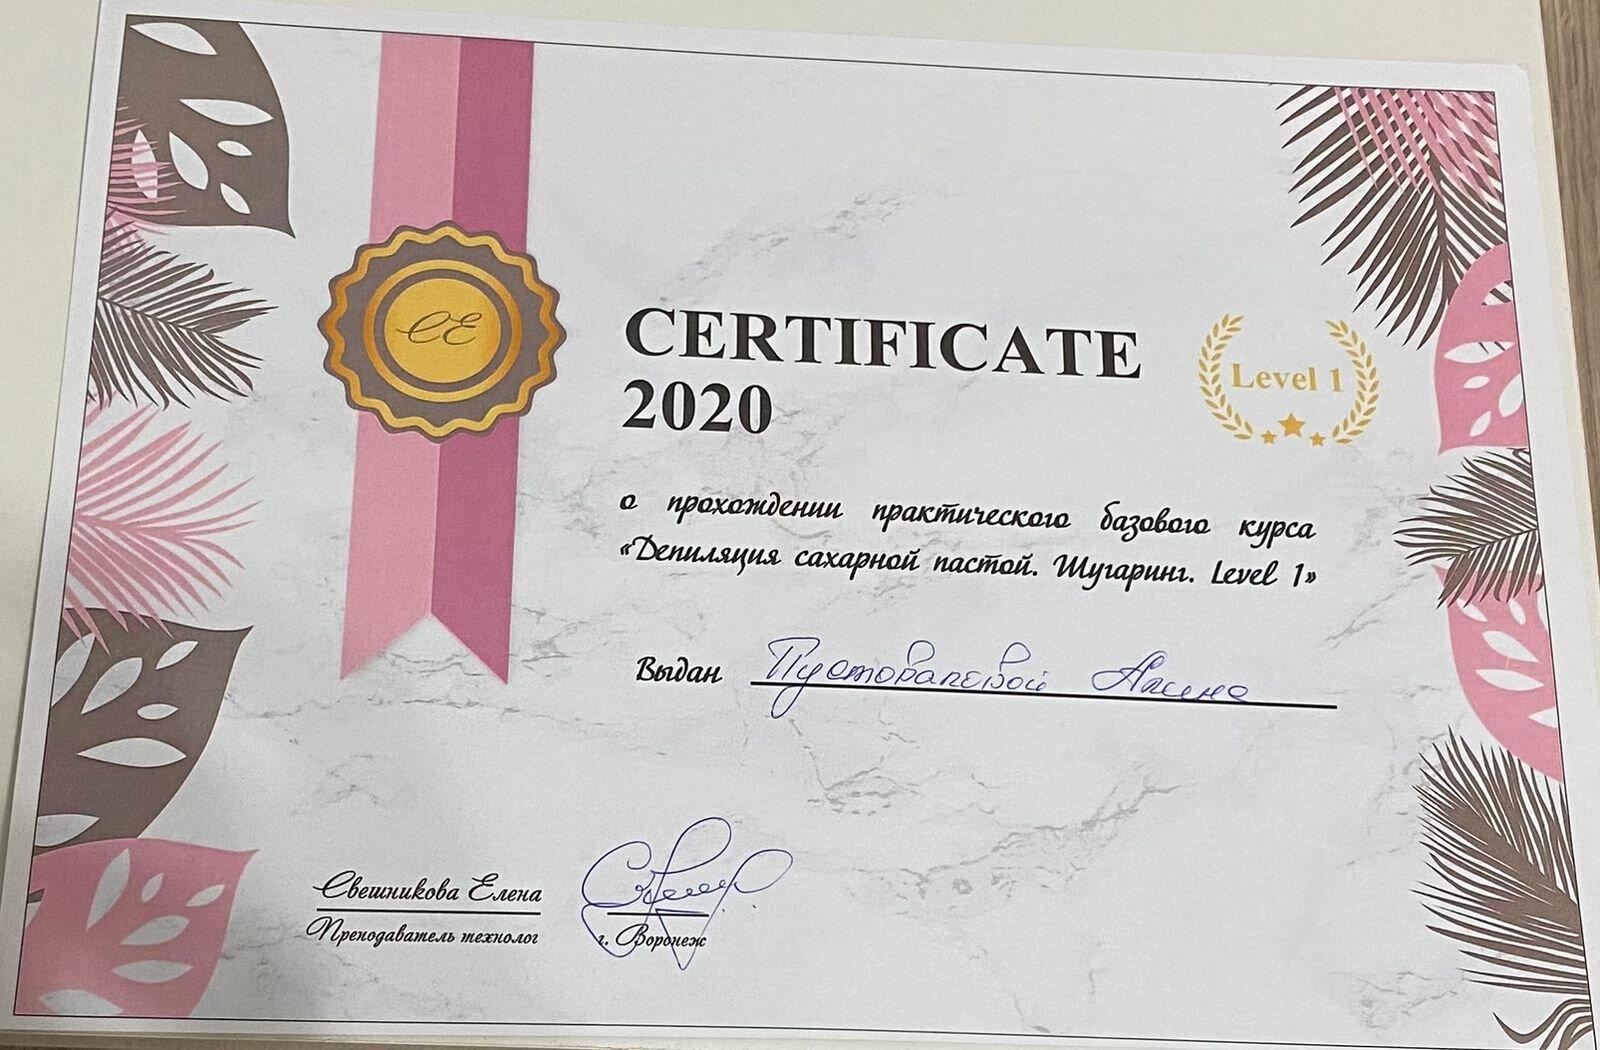 CE
CERTIFICATE
2020
Level 1
о прохождении практического базового курса
«Депиляция сахарной пастой. Шугаринг. Level 1»
Выдан
Свешникова Елена
Преподаватель технолог
г. Воронеж